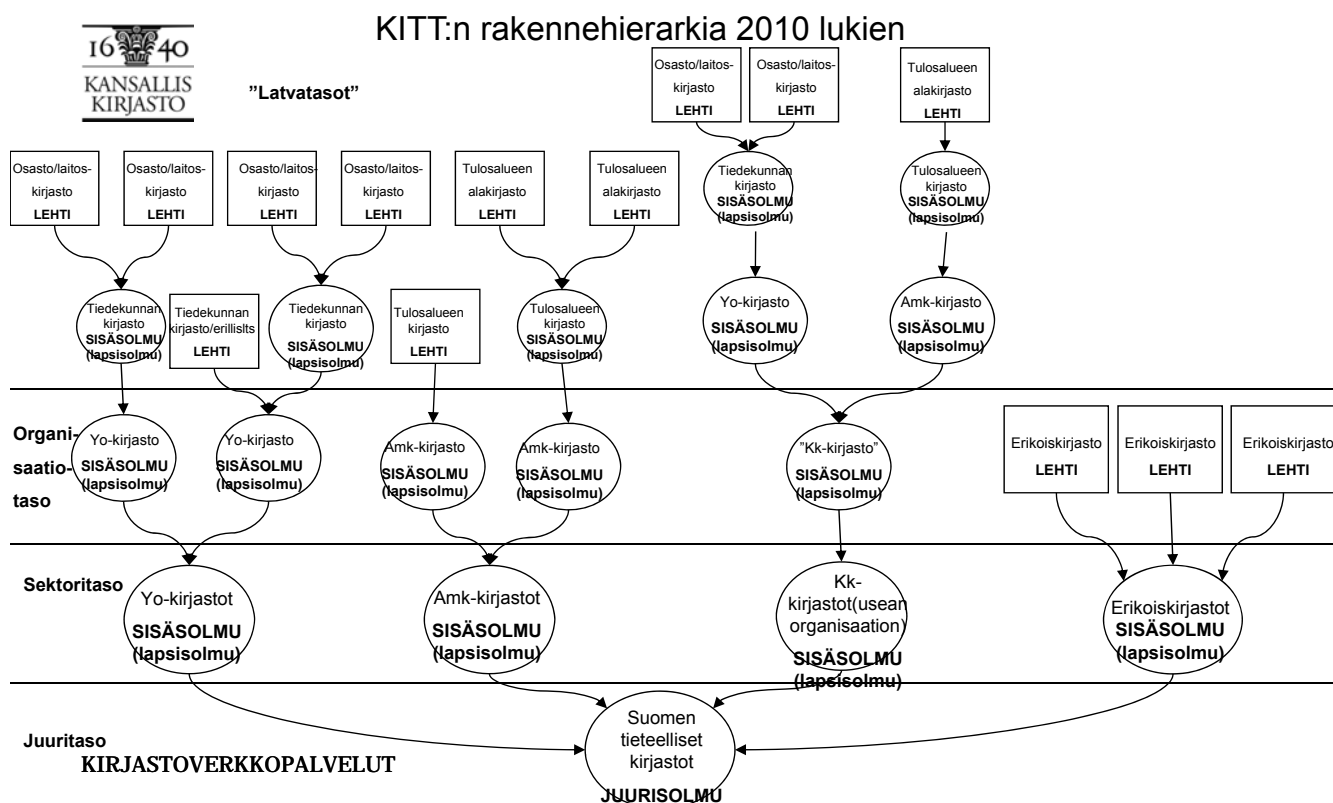 KITT:n rakennehierarkia 2010 lukien
16 40
KANSALLIS
KIRJASTO
"Latvatasot"
Osasto/laitos-
kirjasto
LEHTI
Osasto/laitos-
kirjasto
LEHTI
Tulosalueen
alakirjasto
LEHTI
Osasto/laitos-
kirjasto
LEHTI
Osasto/laitos-
kirjasto
LEHTI
Osasto/laitos-
kirjasto
LEHTI
Osasto/laitos-
kirjasto
LEHTI
Tulosalueen
alakirjasto
LEHTI
Tulosalueen
alakirjasto
LEHTI
Tiedekunnan
kirjasto
SISÄSOLMU
(lapsisolmu)
Tulosalueen
kirjasto
SISÄSOLMU
(lapsisolmu)
Tiedekunnan
kirjasto
SISÄSOLMU
(lapsisolmu)
Tiedekunnan
kirjasto/erillislts
LEHTI
Tiedekunnan
kirjasto
SISÄSOLMU
(lapsisolmu)
Tulosalueen
kirjasto
LEHTI
Tulosalueen
kirjasto
SISÄSOLMU
(lapsisolmu)
Yo-kirjasto
SISÄSOLMU
(lapsisolmu)
Amk-kirjasto
SISÄSOLMU
(lapsisolmu)
Organi-
saatio-
taso
Yo-kirjasto
SISÄSOLMU
(lapsisolmu)
Yo-kirjasto
SISÄSOLMU
(lapsisolmu)
Amk-kirjasto
SISÄSOLMU
(lapsisolmu)
Amk-kirjasto
SISÄSOLMU
(lapsisolmu)
"Kk-kirjasto"
SISÄSOLMU
(lapsisolmu)
Erikoiskirjasto
LEHTI
Erikoiskirjasto
LEHTI
Erikoiskirjasto
LEHTI
Sektoritaso
Yo-kirjastot
SISÄSOLMU
(lapsisolmu)
Amk-kirjastot
SISÄSOLMU
(lapsisolmu)
Kk-
kirjastot(usean
organisaation)
SISÄSOLMU
(lapsisolmu)
Erikoiskirjastot
SISÄSOLMU
(lapsisolmu)
Juuritaso
KIRJASTOVERKKOPALVELUT
Suomen
tieteelliset
kirjastot
JUURISOLMU